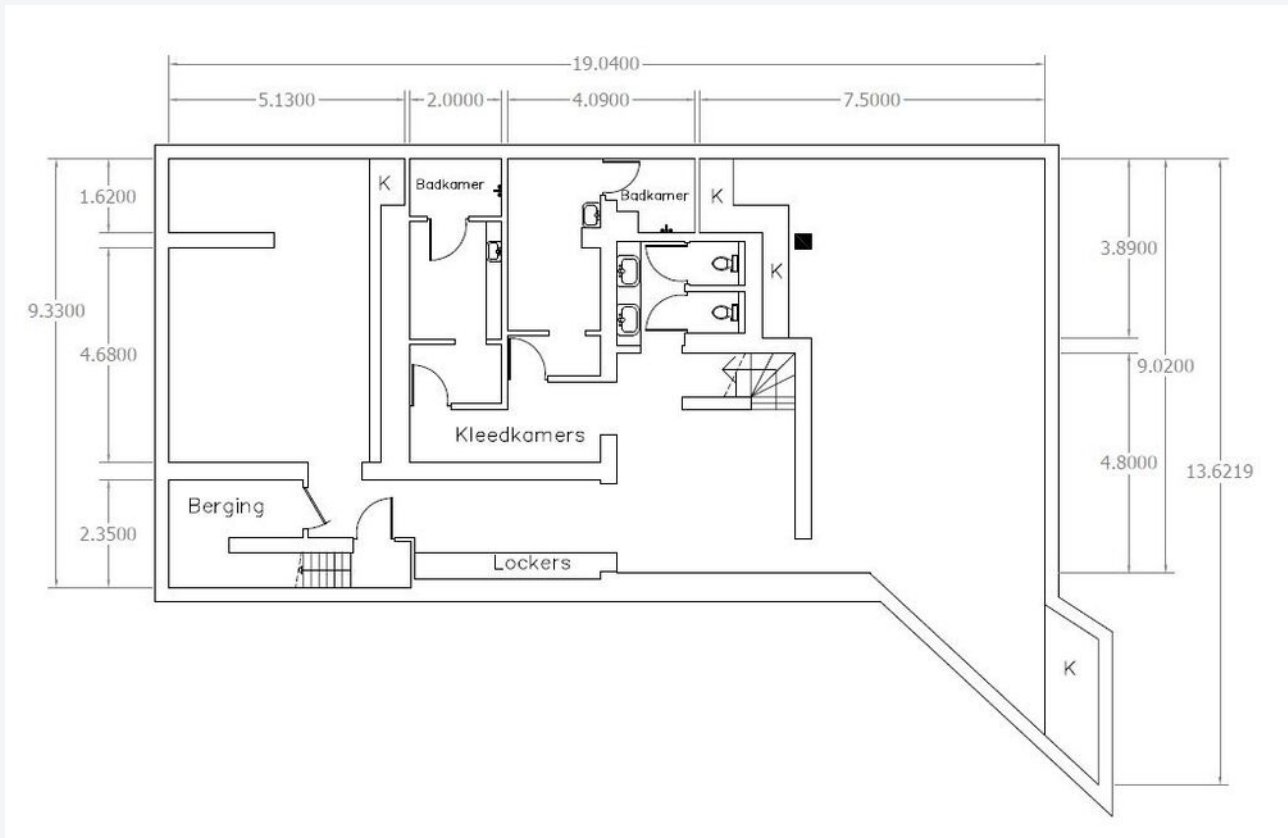 19.0400
5.1300
2.0000
4.0900
7.5000
K
Badkamer
Badkamer
K
1.6200
3.8900
K
9.3300
4.6800
9.0200
Kleedkamers
4.8000
13.6219
Berging
2.3500
Lockers
K